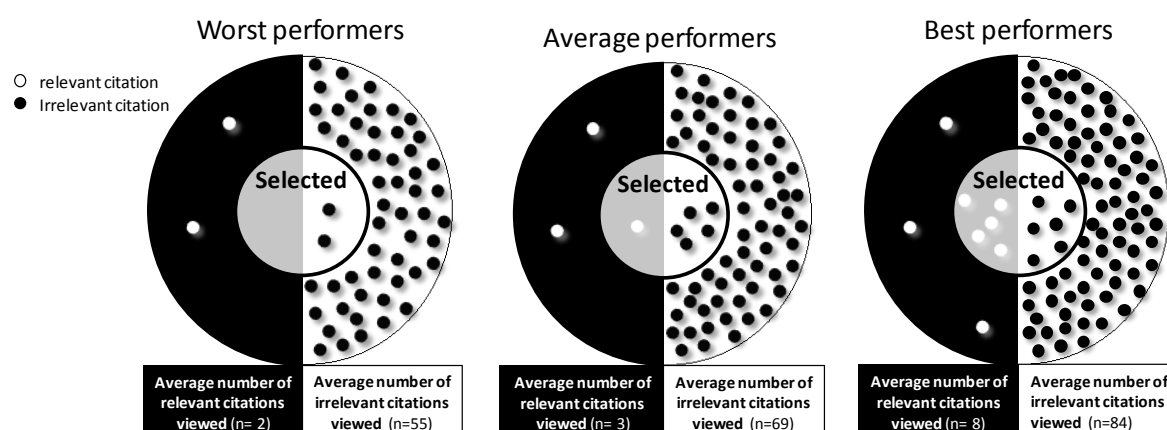 Worst performers
Average performers
Best performers
relevant citation
Irrelevant citation
Selected
Selected
Selected
Average number of
relevant citations
viewed (n= 2)
Average number of
irrelevant citations
viewed (n=55)
Average number of
relevant citations
viewed (n= 3)
Average number of
irrelevant citations
viewed (n=69)
Average number of
relevant citations
viewed (n= 8)
Average number of
irrelevant citations
viewed (n=84)